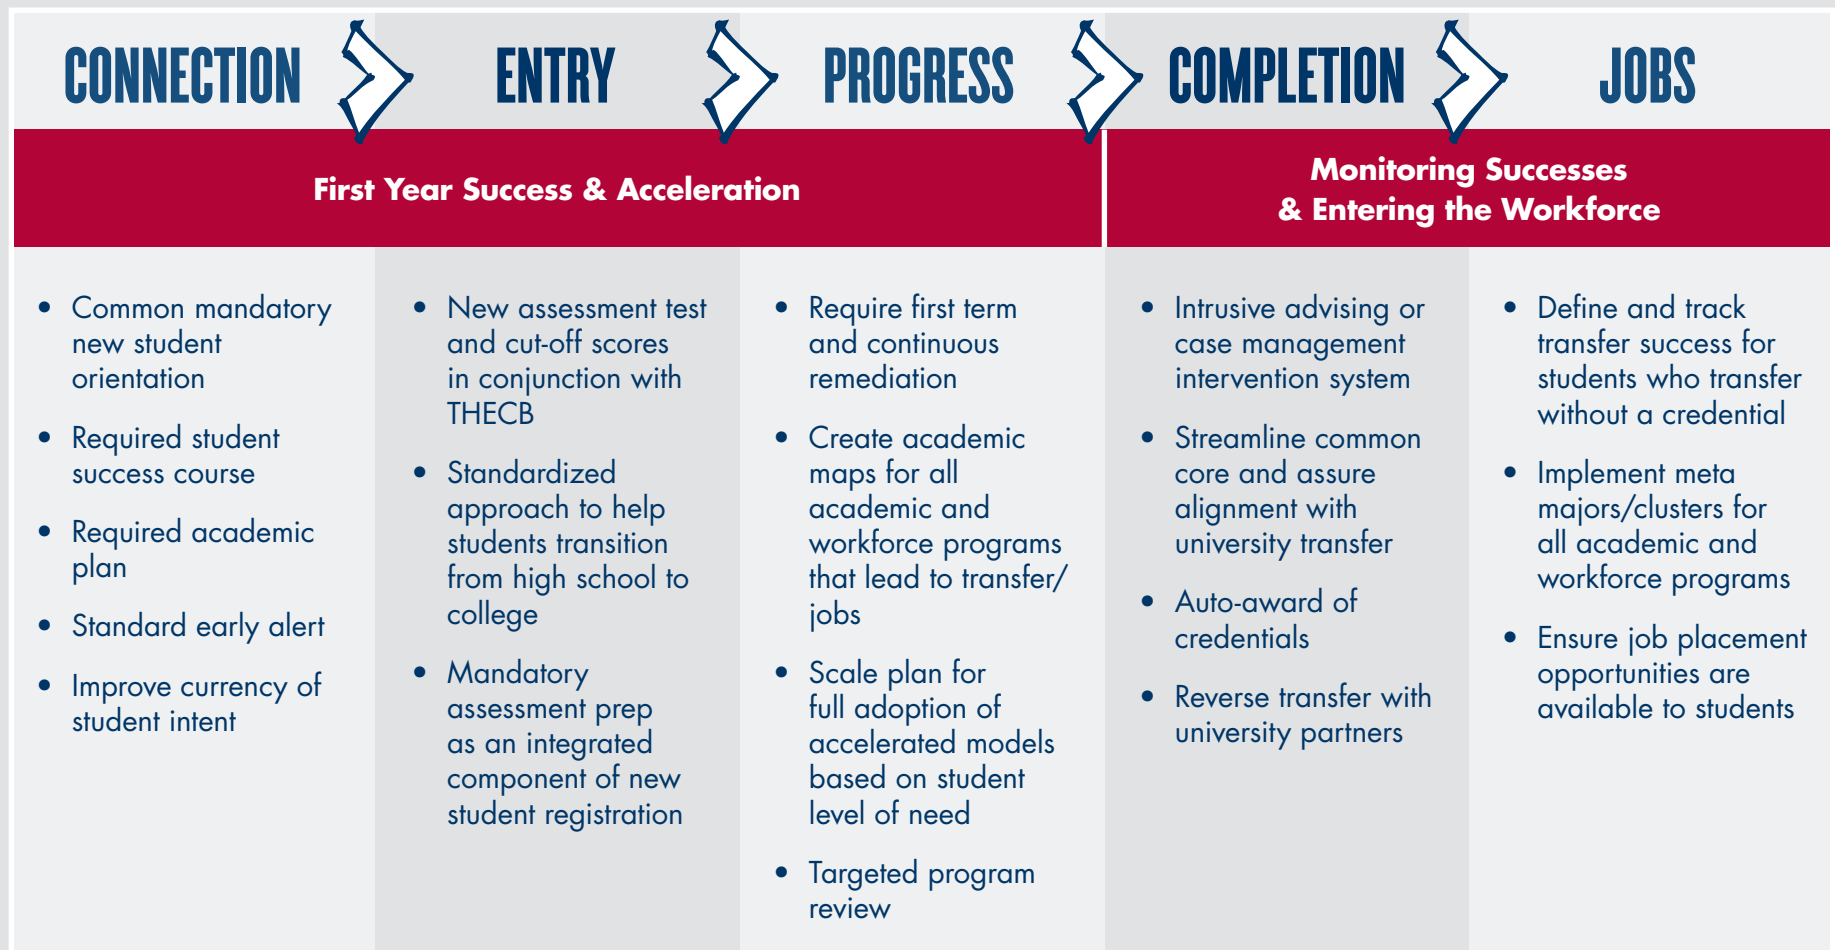 CONNECTION
ENTRY
PROGRESS
COMPLETION
JOBS
First Year Success & Acceleration
Monitoring Successes
& Entering the Workforce
• Common mandatory
new student
orientation
• Required student
success course
• Required academic
plan
• Standard early alert
• Improve currency of
student intent
• New assessment test
and cut-off scores
in conjunction with
THECB
• Standardized
approach to help
students transition
from high school to
college
• Mandatory
assessment prep
as an integrated
component of new
student registration
• Require first term
and continuous
remediation
• Create academic
maps for all
academic and
workforce programs
that lead to transfer/
jobs
• Scale plan for
full adoption of
accelerated models
based on student
level of need
• Targeted program
review
• Intrusive advising or
case management
intervention system
• Streamline common
core and assure
alignment with
university transfer
• Auto-award of
credentials
• Reverse transfer with
university partners
• Define and track
transfer success for
students who transfer
without a credential
• Implement meta
majors/clusters for
all academic and
workforce programs
• Ensure job placement
opportunities are
available to students